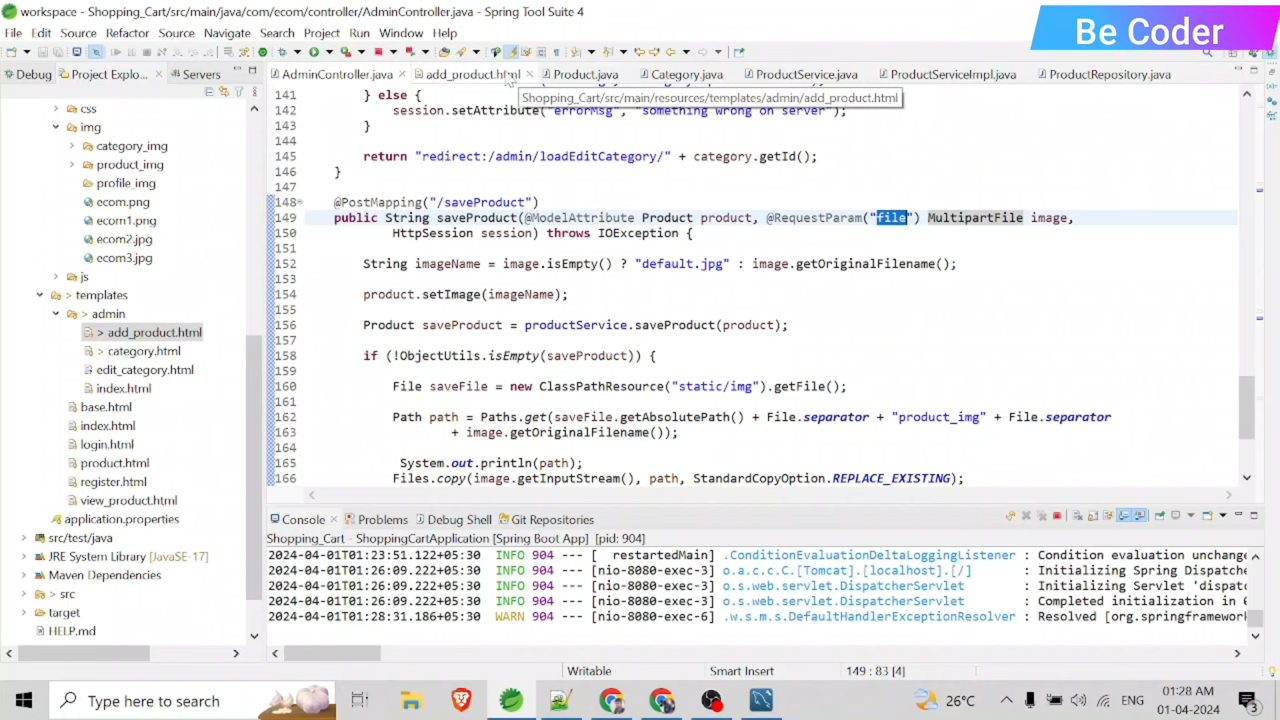 workspace - Shopping_Cart/src/main/java/com/ecom/controller/AdminController.java - Spring Tool Suite 4
Be Coder
File Edit Source Refactor Source Navigate Search Project Run Window Help
Debug Project Explo... Servers
AdminController.java add_product.html Product.java Category.java ProductService.java ProductServiceImpl.java ProductRepository.java
Shopping_Cart/src/main/resources/templates/admin/add_product.html
css
img
category_img
product_img
profile_img
ecom.png
ecom1.png
ecom2.jpg
ecom3.jpg
js
> templates
> admin
> add_product.html
> category.html
edit_category.html
index.html
base.html
index.html
login.html
product.html
register.html
view_product.html
application.properties
src/test/java
JRE System Library [JavaSE-17]
Maven Dependencies
> src
target
HELP.md
141 } else {
142 session.setAttribute("errorMsg", "something wrong on server");
143 }
144
145 return "redirect:/admin/loadEditCategory/" + category.getId();
146 }
147
148 @PostMapping("/saveProduct")
149 public String saveProduct(@ModelAttribute Product product, @RequestParam("file") MultipartFile image,
150 HttpSession session) throws IOException {
151
152 String imageName = image.isEmpty() ? "default.jpg" : image.getOriginalFilename();
153
154 product.setImage(imageName);
155
156 Product saveProduct = productService.saveProduct(product);
157
158 if (!ObjectUtils.isEmpty(saveProduct)) {
159
160 File saveFile = new ClassPathResource("static/img").getFile();
161
162 Path path = Paths.get(saveFile.getAbsolutePath() + File.separator + "product_img" + File.separator
163 + image.getOriginalFilename());
164
165 System.out.println(path);
166 Files.copy(image.getInputStream(), path, StandardCopyOption.REPLACE_EXISTING);
Console Problems Debug Shell Git Repositories
Shopping_Cart - ShoppingCartApplication [Spring Boot App] [pid: 904]
2024-04-01T01:23:51.122+05:30 INFO 904 --- [ restartedMain] .ConditionEvaluationDeltaLoggingListener : Condition evaluation unchange
2024-04-01T01:26:09.092+05:30 INFO 904 --- [nio-8080-exec-3] o.a.c.c.C.[Tomcat].[localhost].[/] : Initializing Spring Dispatche
2024-04-01T01:26:09.092+05:30 INFO 904 --- [nio-8080-exec-3] o.s.web.servlet.DispatcherServlet : Initializing Servlet 'dispat
2024-04-01T01:26:09.092+05:30 INFO 904 --- [nio-8080-exec-3] o.s.web.servlet.DispatcherServlet : Completed initialization in 0
2024-04-01T01:28:31.186+05:30 WARN 904 --- [nio-8080-exec-6] .w.s.m.s.DefaultHandlerExceptionResolver : Resolved [org.springframework
Writable Smart Insert 149 : 83 [4]
Type here to search 26°C ENG 01:28 AM
01-04-2024
3